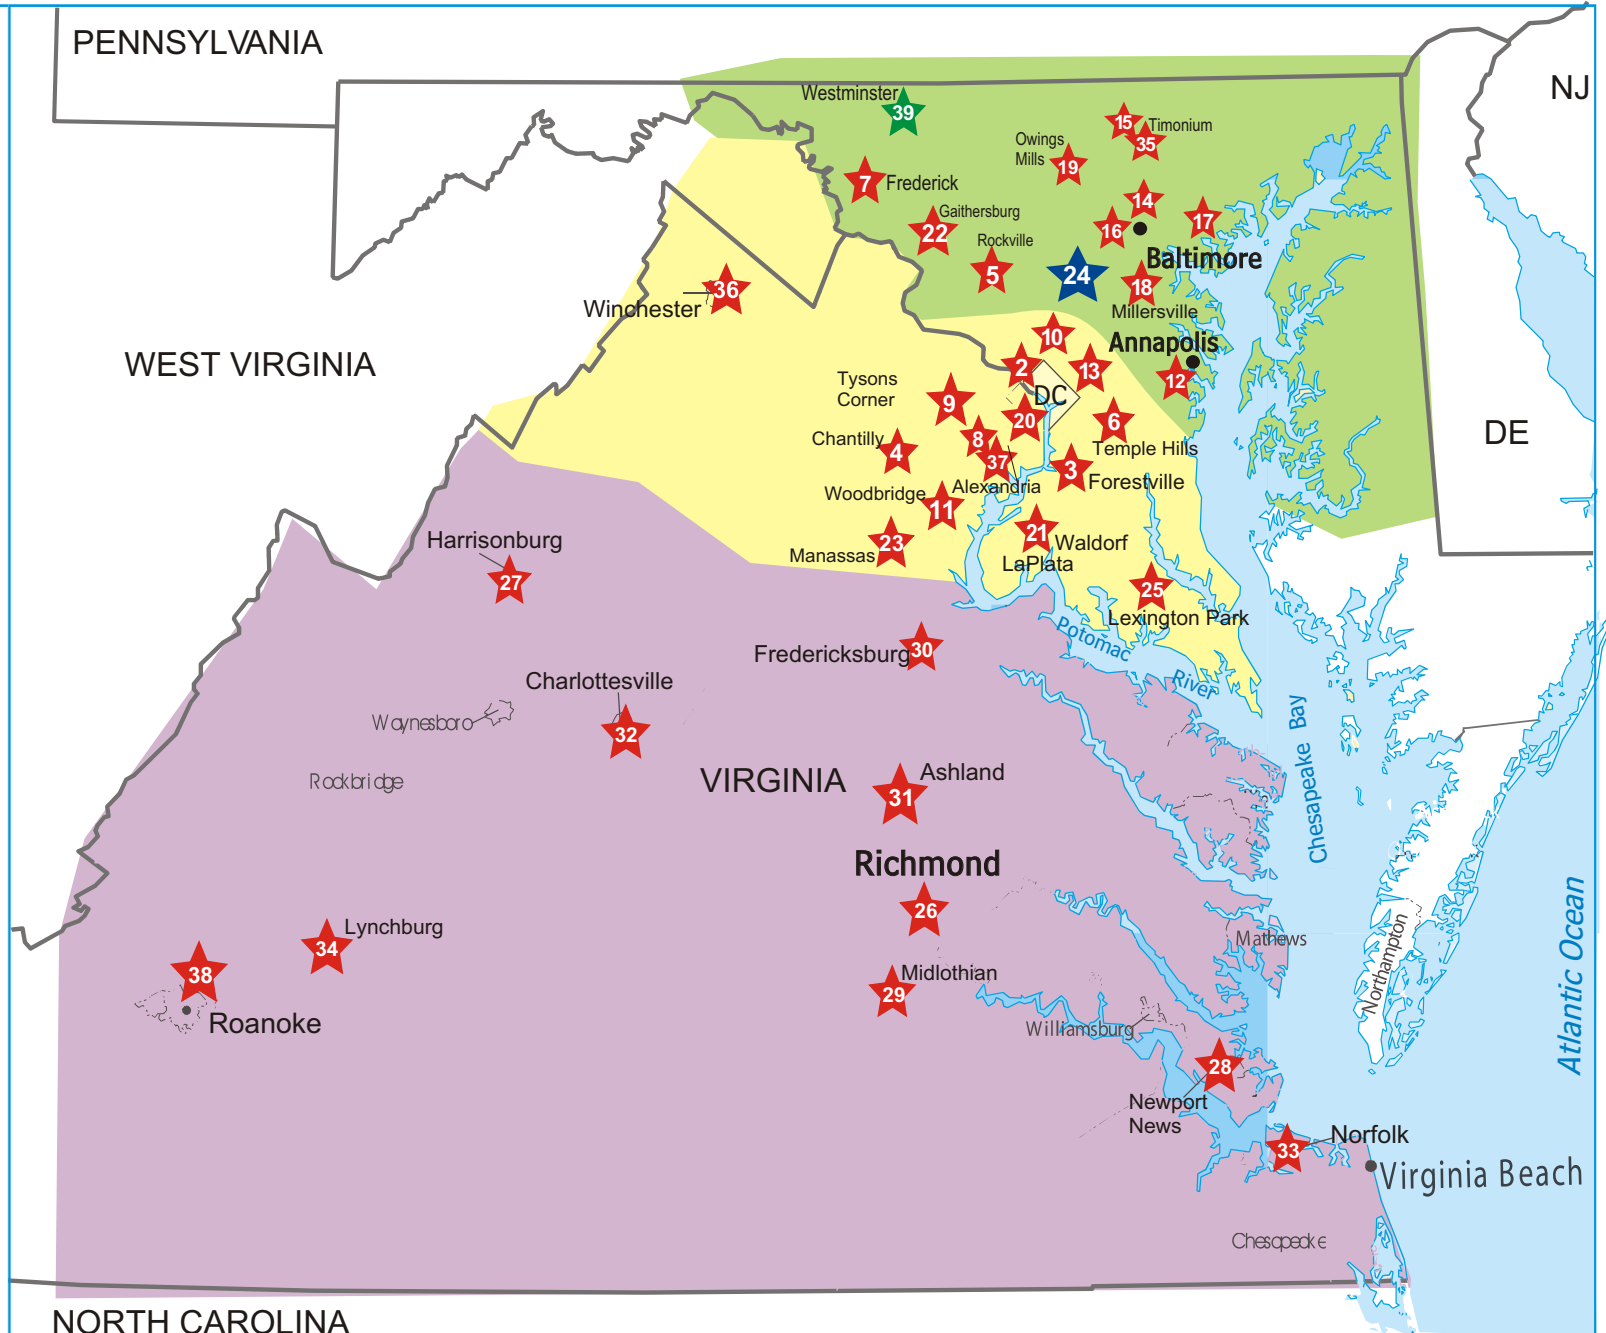 PENNSYLVANIA
NJ
Westminster
39
15
Timonium
35
Owings
Mills
19
7
Frederick
14
Gaithersburg
22
16
17
Rockville
5
24
Baltimore
18
Millersville
36
Winchester
10
Annapolis
WEST VIRGINIA
2
13
12
Tysons
Corner
9
DC
20
6
DE
Chantilly
4
8
37
Temple Hills
3
Forestville
Woodbridge
11
Alexandria
23
Manassas
21
Waldorf
LaPlata
Harrisonburg
27
25
Lexington Park
Potomac
River
Fredericksburg
30
Charlottesville
32
Waynesboro
Rockbridge
VIRGINIA
Ashland
31
Chesapeake Bay
Richmond
26
Lynchburg
34
38
Roanoke
Midlothian
29
Mathews
Northampton
Atlantic Ocean
Williamsburg
28
Newport
News
33
Norfolk
Virginia Beach
Chesapeake
NORTH CAROLINA